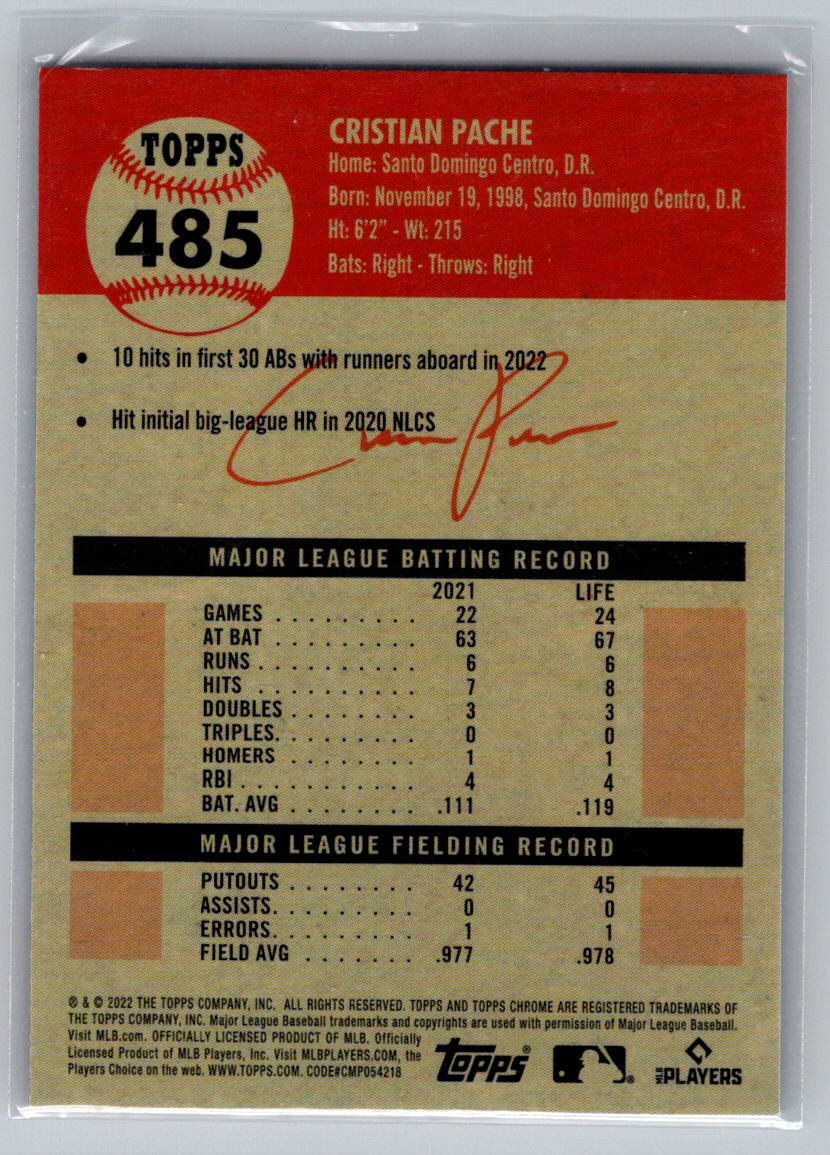 TOPPS
485
CRISTIAN PACHE
Home: Santo Domingo Centro, D.R.
Born: November 19, 1998, Santo Domingo Centro, D.R.
Ht: 6'2" - Wt: 215
Bats: Right - Throws: Right
• 10 hits in first 30 ABs with runners aboard in 2022
• Hit initial big-league HR in 2020 NLCS
MAJOR LEAGUE BATTING RECORD
2021 LIFE
GAMES . . . . . . . . . 22 24
AT BAT . . . . . . . . . 63 67
RUNS . . . . . . . . . . 6 6
HITS . . . . . . . . . . 7 8
DOUBLES . . . . . . . . 3 3
TRIPLES. . . . . . . . . 0 0
HOMERS . . . . . . . . . 1 1
RBI . . . . . . . . . . . 4 4
BAT. AVG . . . . . . . . .111 .119
MAJOR LEAGUE FIELDING RECORD
PUTOUTS . . . . . . . . 42 45
ASSISTS. . . . . . . . . 0 0
ERRORS. . . . . . . . . 1 1
FIELD AVG . . . . . . . .977 .978
® & © 2022 THE TOPPS COMPANY, INC. ALL RIGHTS RESERVED. TOPPS AND TOPPS CHROME ARE REGISTERED TRADEMARKS OF
THE TOPPS COMPANY, INC. Major League Baseball trademarks and copyrights are used with permission of Major League Baseball.
Visit MLB.com. OFFICIALLY LICENSED PRODUCT OF MLB. Officially
Licensed Product of MLB Players, Inc. Visit MLBPLAYERS.COM, the
Players Choice on the web. WWW.TOPPS.COM. CODE#CMP054218
Topps®
MLB PLAYERS